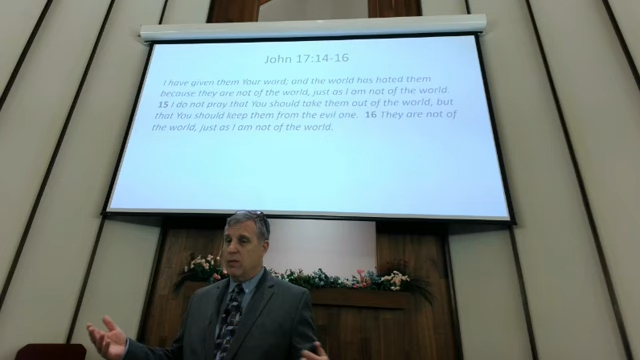 John 17:14-16
I have given them Your word; and the world has hated them
because they are not of the world, just as I am not of the world.
15 I do not pray that You should take them out of the world, but
that You should keep them from the evil one. 16 They are not of
the world, just as I am not of the world.